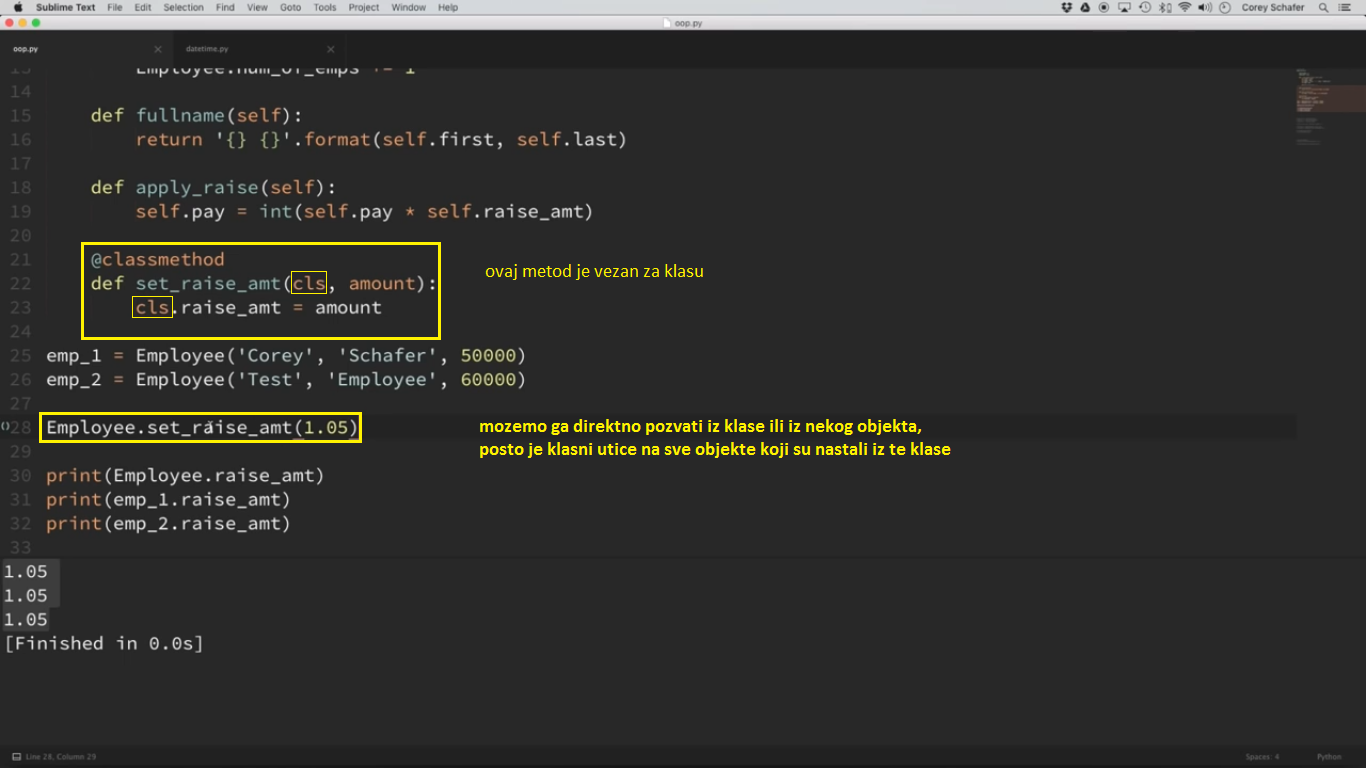 Sublime Text File Edit Selection Find View Goto Tools Project Window Help Corey Schafer
oop.py
oop.py datetime.py
13 Employee.num_of_emps += 1
14
15 def fullname(self):
16 return '{} {}'.format(self.first, self.last)
17
18 def apply_raise(self):
19 self.pay = int(self.pay * self.raise_amt)
20
21 @classmethod
ovaj metod je vezan za klasu
22 def set_raise_amt(cls, amount):
23 cls.raise_amt = amount
24
25 emp_1 = Employee('Corey', 'Schafer', 50000)
26 emp_2 = Employee('Test', 'Employee', 60000)
27
28 Employee.set_raise_amt(1.05)
mozemo ga direktno pozvati iz klase ili iz nekog objekta,
posto je klasni utice na sve objekte koji su nastali iz te klase
29
30 print(Employee.raise_amt)
31 print(emp_1.raise_amt)
32 print(emp_2.raise_amt)
33
1.05
1.05
1.05
[Finished in 0.0s]
Line 28, Column 29 Spaces: 4 Python